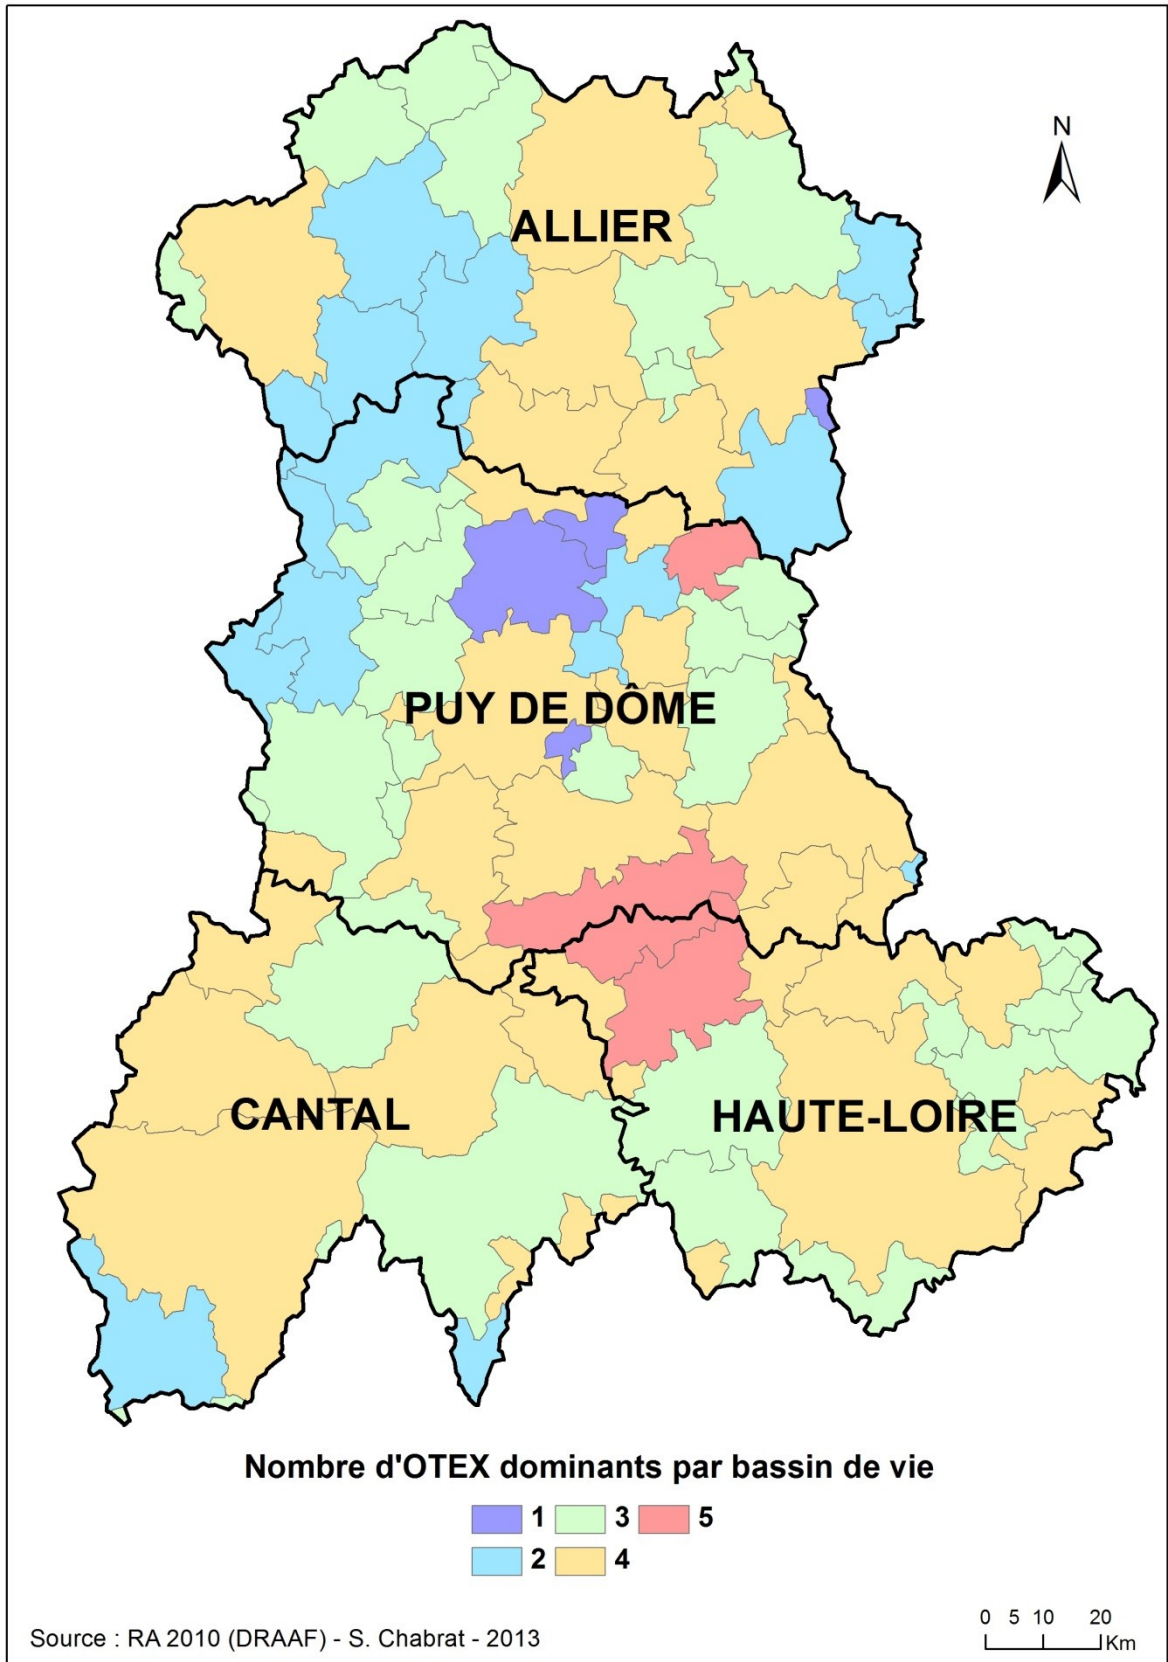 N
ALLIER
PUY DE DÔME
CANTAL
HAUTE-LOIRE
Nombre d'OTEX dominants par bassin de vie
1 3 5
2 4
0 5 10 20
Km
Source : RA 2010 (DRAAF) - S. Chabrat - 2013